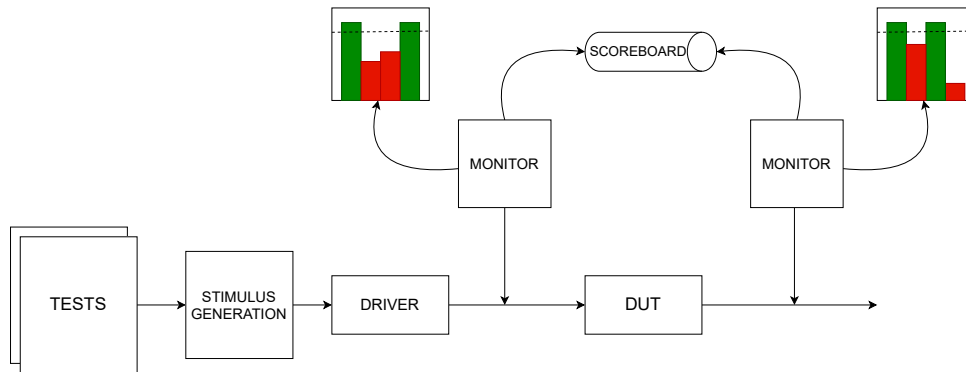 SCOREBOARD
MONITOR
MONITOR
TESTS
STIMULUS
GENERATION
DRIVER
DUT